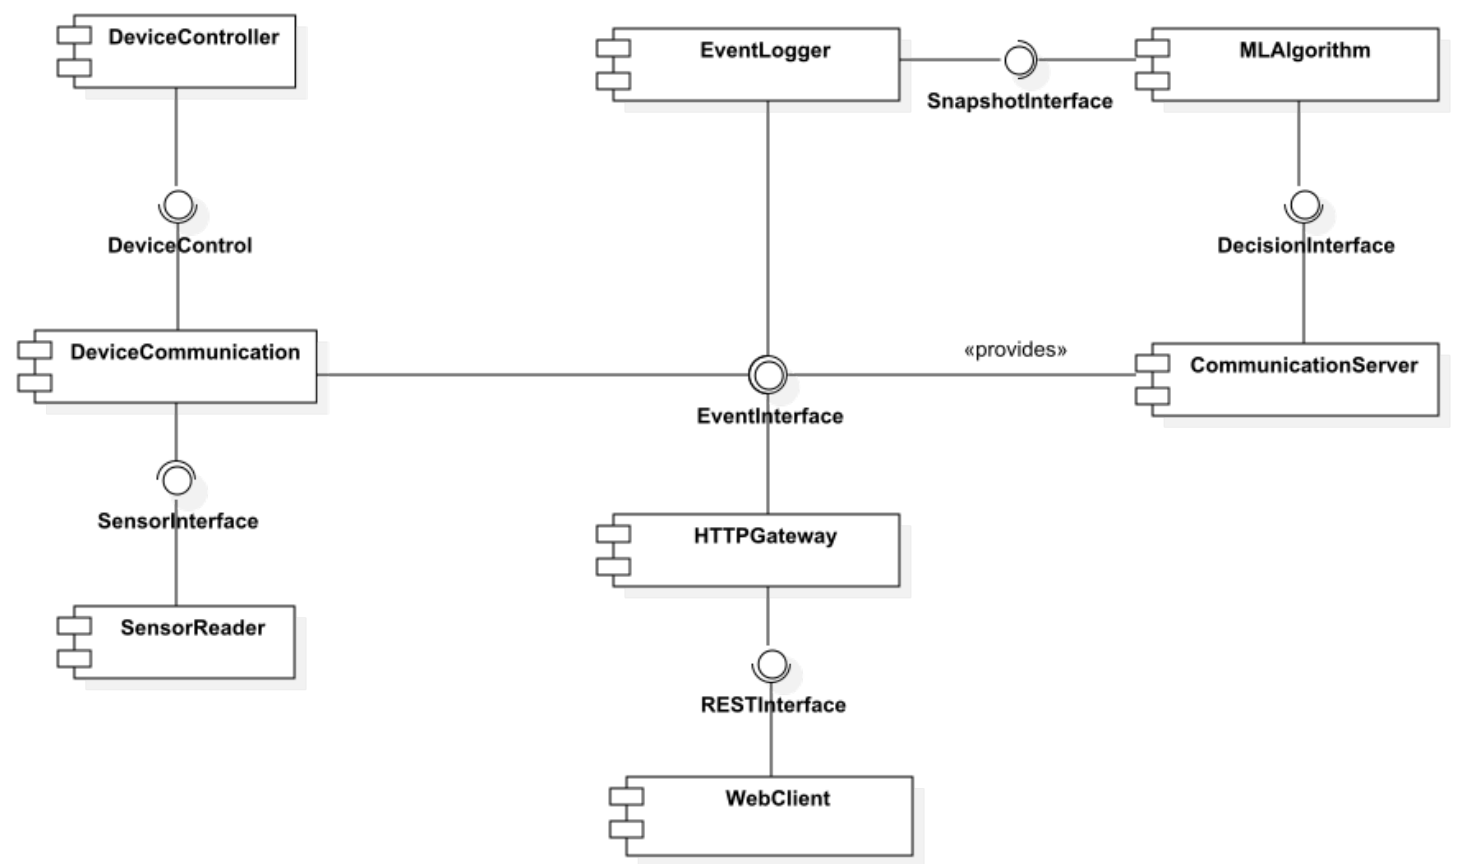 DeviceController
EventLogger
MLAlgorithm
SnapshotInterface
DeviceControl
DecisionInterface
DeviceCommunication
«provides»
CommunicationServer
EventInterface
SensorInterface
HTTPGateway
SensorReader
RESTInterface
WebClient